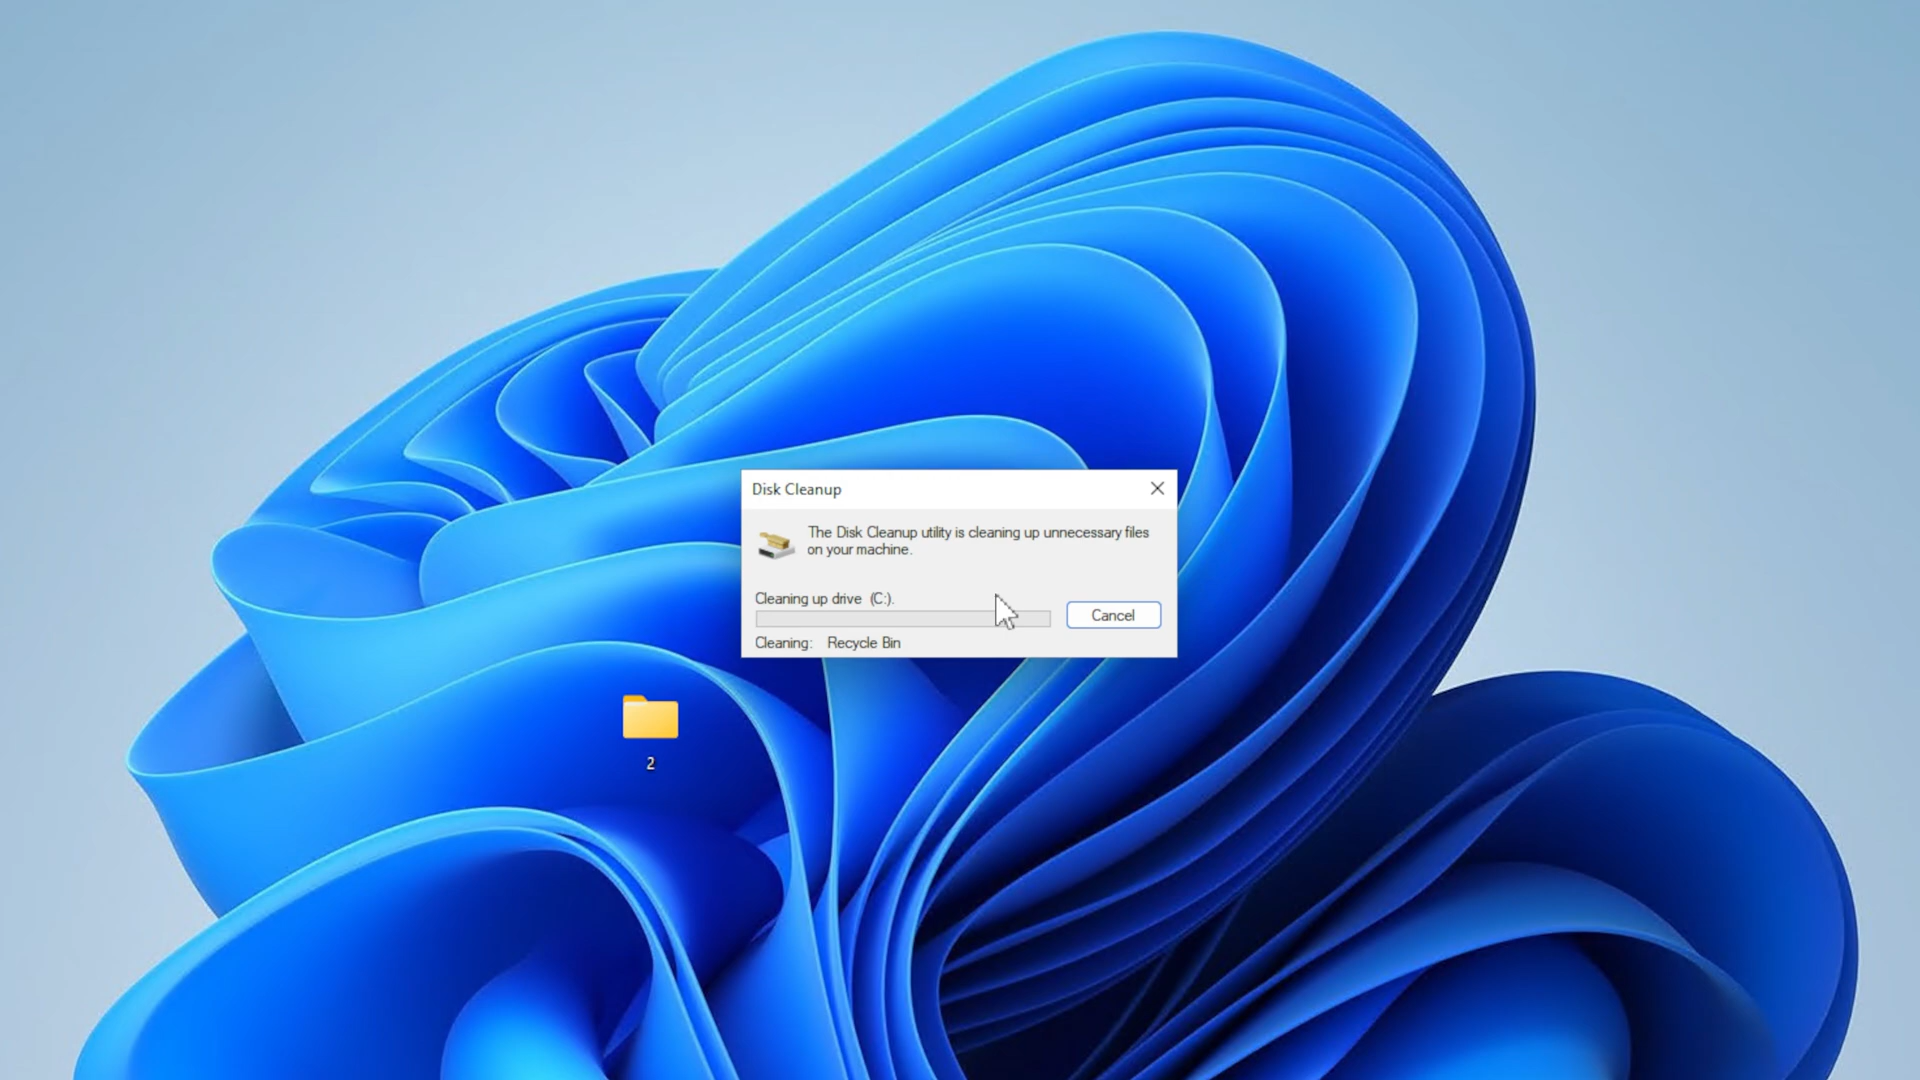 Disk Cleanup
The Disk Cleanup utility is cleaning up unnecessary files
on your machine.
Cleaning up drive (C:).
Cancel
Cleaning: Recycle Bin
2